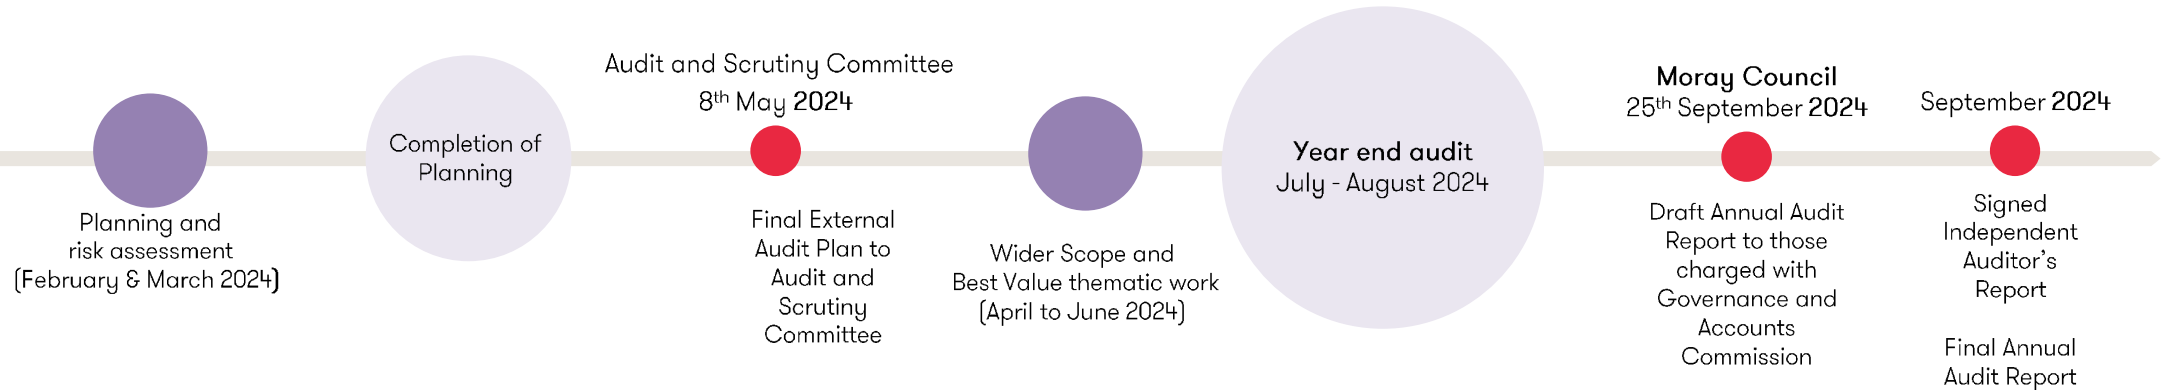 Planning and
risk assessment
(February & March 2024)
Completion of
Planning
Audit and Scrutiny Committee
8th May 2024
Final External
Audit Plan to
Audit and
Scrutiny
Committee
Wider Scope and
Best Value thematic work
(April to June 2024)
Year end audit
July - August 2024
Moray Council
25th September 2024
Draft Annual Audit
Report to those
charged with
Governance and
Accounts
Commission
September 2024
Signed
Independent
Auditor's
Report
Final Annual
Audit Report